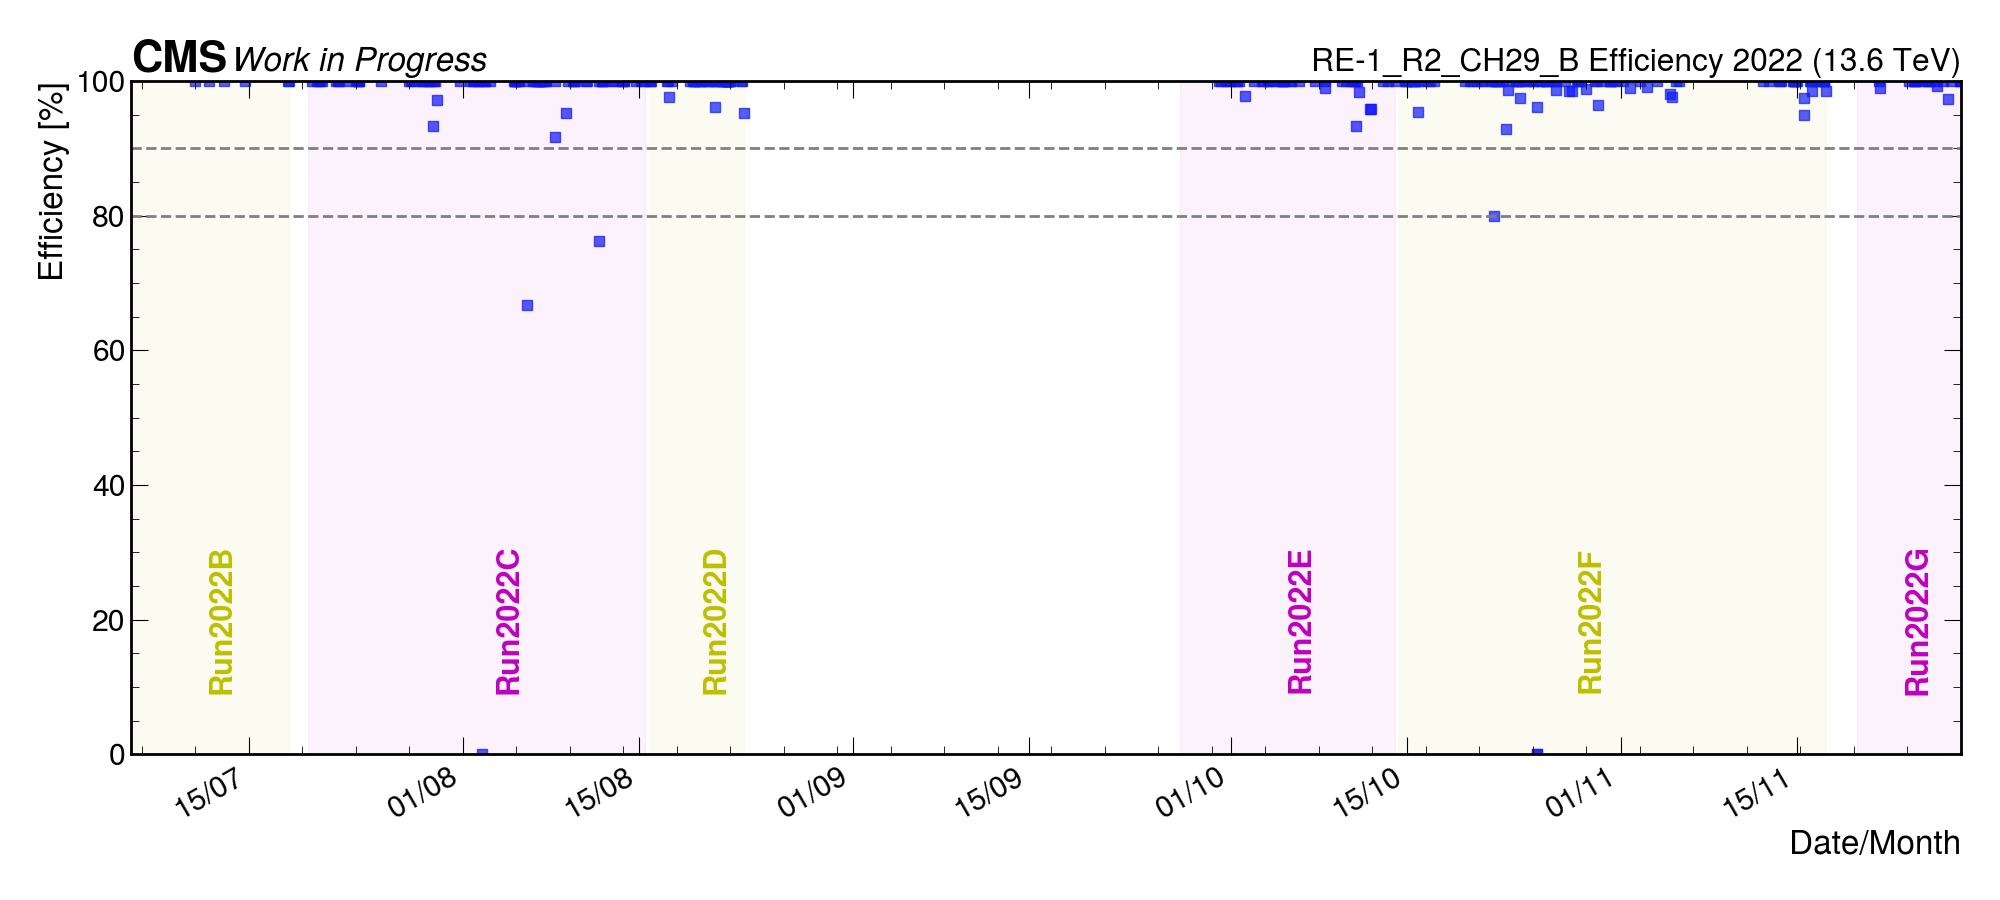 CMS Work in Progress
RE-1_R2_CH29_B Efficiency 2022 (13.6 TeV)
Efficiency [%]
100
80
60
40
20
0
Run2022B
Run2022C
Run2022D
Run2022E
Run2022F
Run2022G
15/07
01/08
15/08
01/09
15/09
01/10
15/10
01/11
15/11
Date/Month